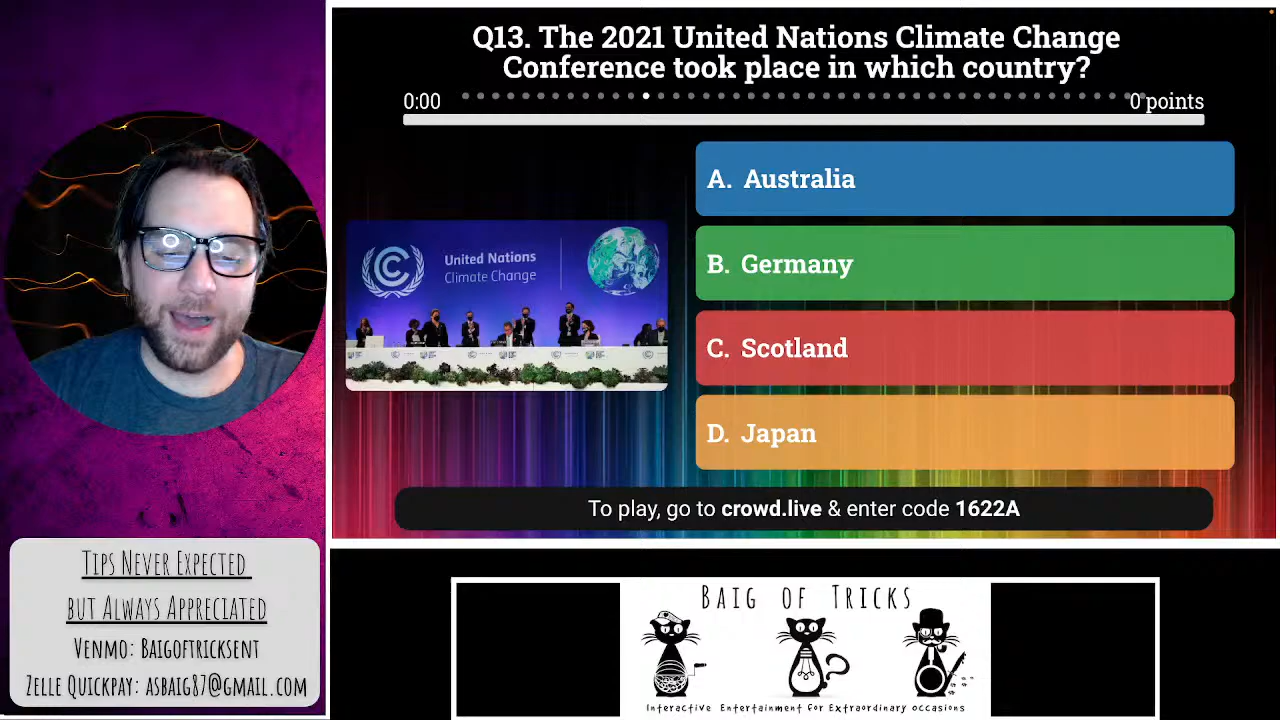 Q13. The 2021 United Nations Climate Change
Conference took place in which country?
0:00
0 points
United Nations
Climate Change
A. Australia
B. Germany
C. Scotland
D. Japan
To play, go to crowd.live & enter code 1622A
Tips Never Expected
but Always Appreciated
Venmo: Baigoftricksent
Zelle Quickpay: asbaig87@gmail.com
Baig of Tricks
Interactive Entertainment for Extraordinary Occasions